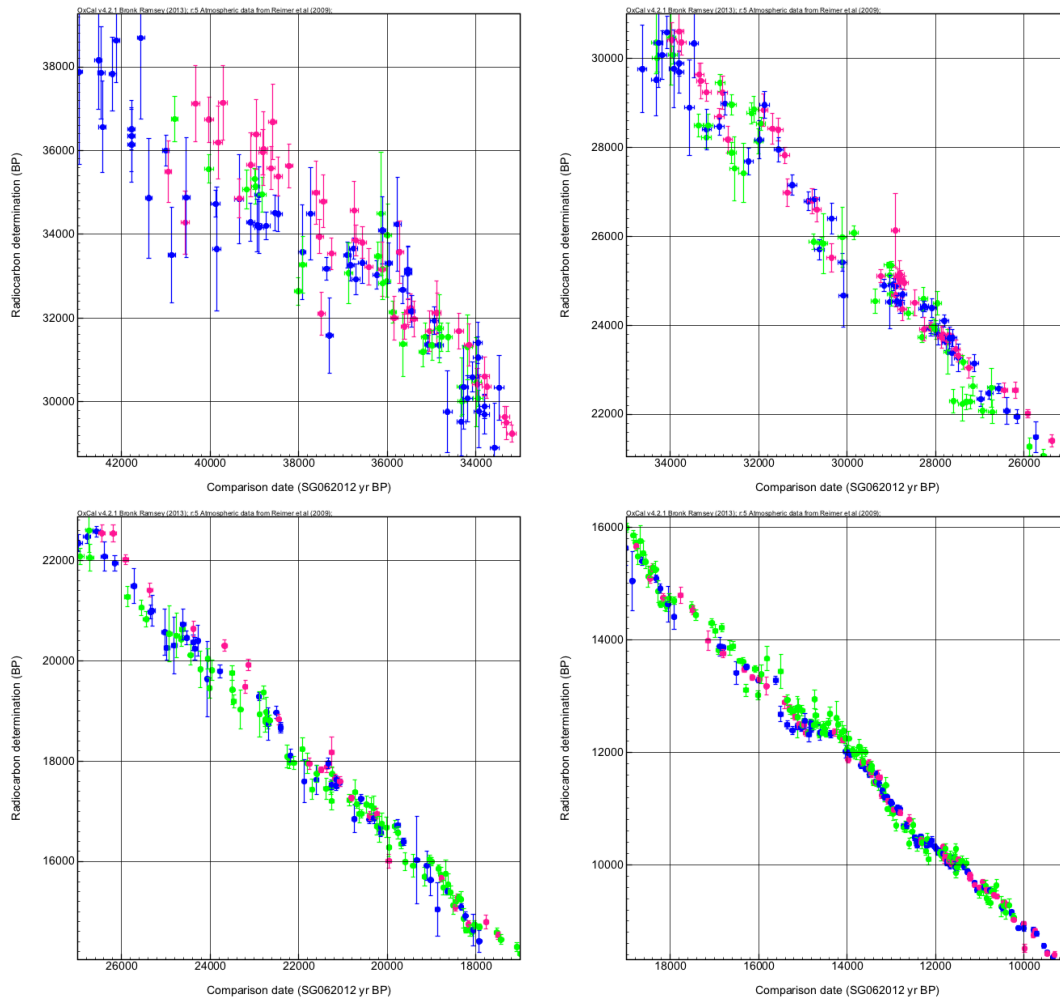 OxCal v4.2.1 Bronk Ramsey (2013); r:5 Atmospheric data from Reimer et al (2009);
38000
36000
34000
32000
30000
Radiocarbon determination (BP)
42000 40000 38000 36000 34000
Comparison date (SG062012 yr BP)
OxCal v4.2.1 Bronk Ramsey (2013); r:5 Atmospheric data from Reimer et al (2009);
30000
28000
26000
24000
22000
Radiocarbon determination (BP)
34000 32000 30000 28000 26000
Comparison date (SG062012 yr BP)
OxCal v4.2.1 Bronk Ramsey (2013); r:5 Atmospheric data from Reimer et al (2009);
22000
20000
18000
16000
Radiocarbon determination (BP)
26000 24000 22000 20000 18000
Comparison date (SG062012 yr BP)
OxCal v4.2.1 Bronk Ramsey (2013); r:5 Atmospheric data from Reimer et al (2009);
16000
14000
12000
10000
Radiocarbon determination (BP)
18000 16000 14000 12000 10000
Comparison date (SG062012 yr BP)